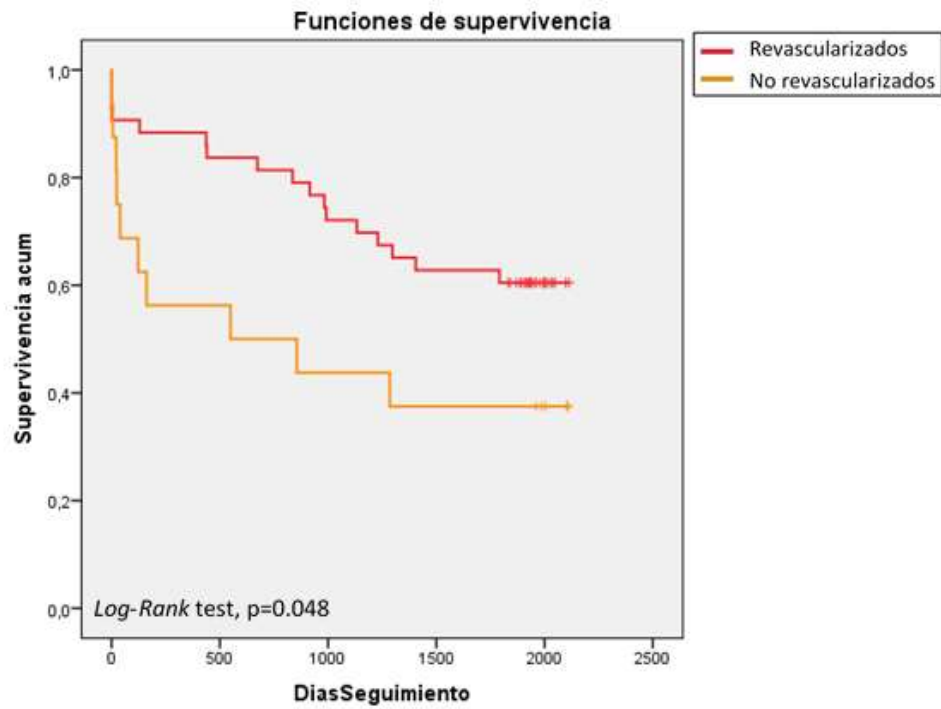 Funciones de supervivencia
Revascularizados
No revascularizados
1,0
0,8
0,6
0,4
0,2
0,0
Supervivencia acum
Log-Rank test, p=0.048
0
500
1000
1500
2000
2500
DiasSeguimiento